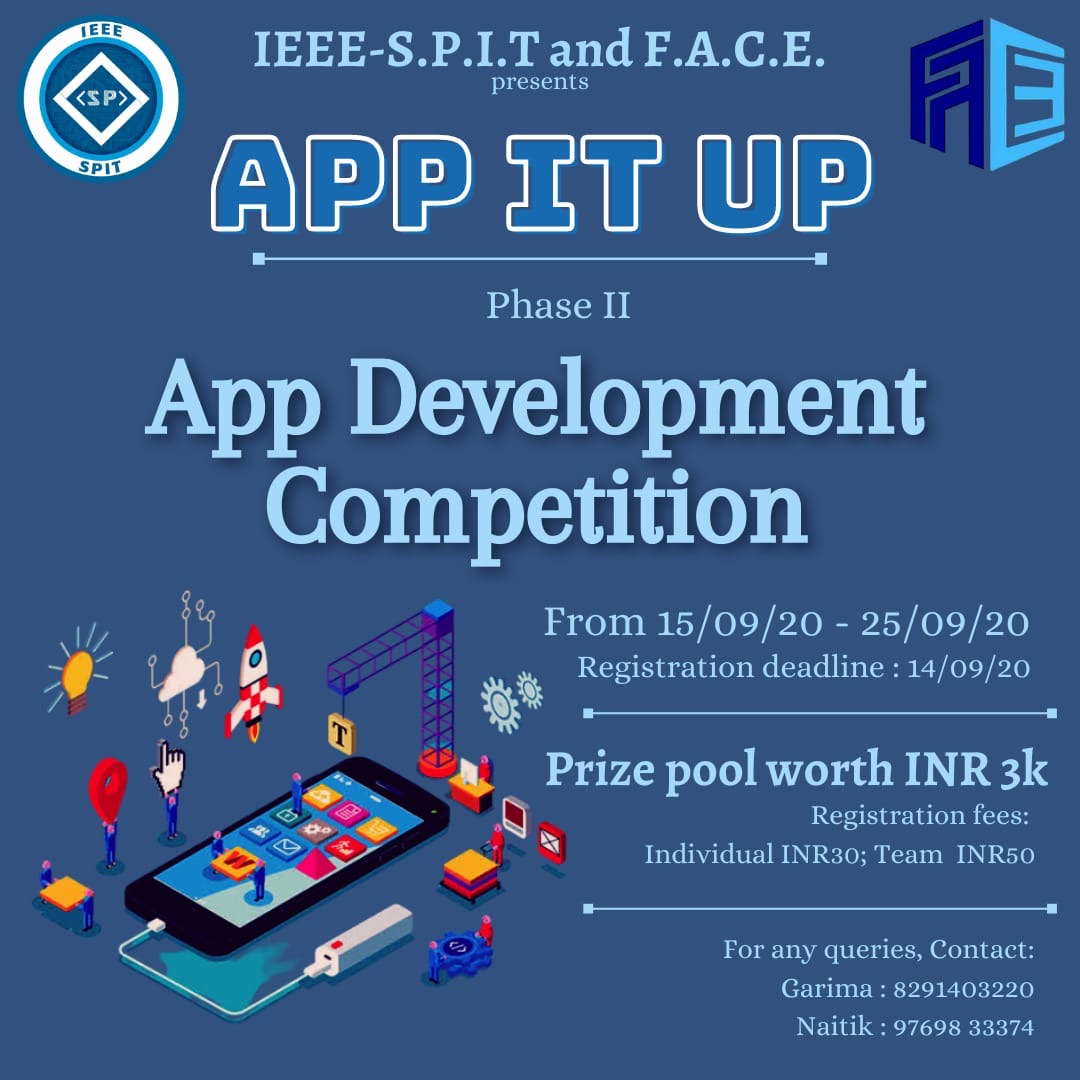 IEEE
<SP>
SPIT
IEEE-S.P.I.T and F.A.C.E.
presents
APP IT UP
Phase II
App Development
Competition
From 15/09/20 - 25/09/20
Registration deadline : 14/09/20
T
W
</>
Prize pool worth INR 3k
Registration fees:
Individual INR30; Team INR50
For any queries, Contact:
Garima : 8291403220
Naitik : 97698 33374